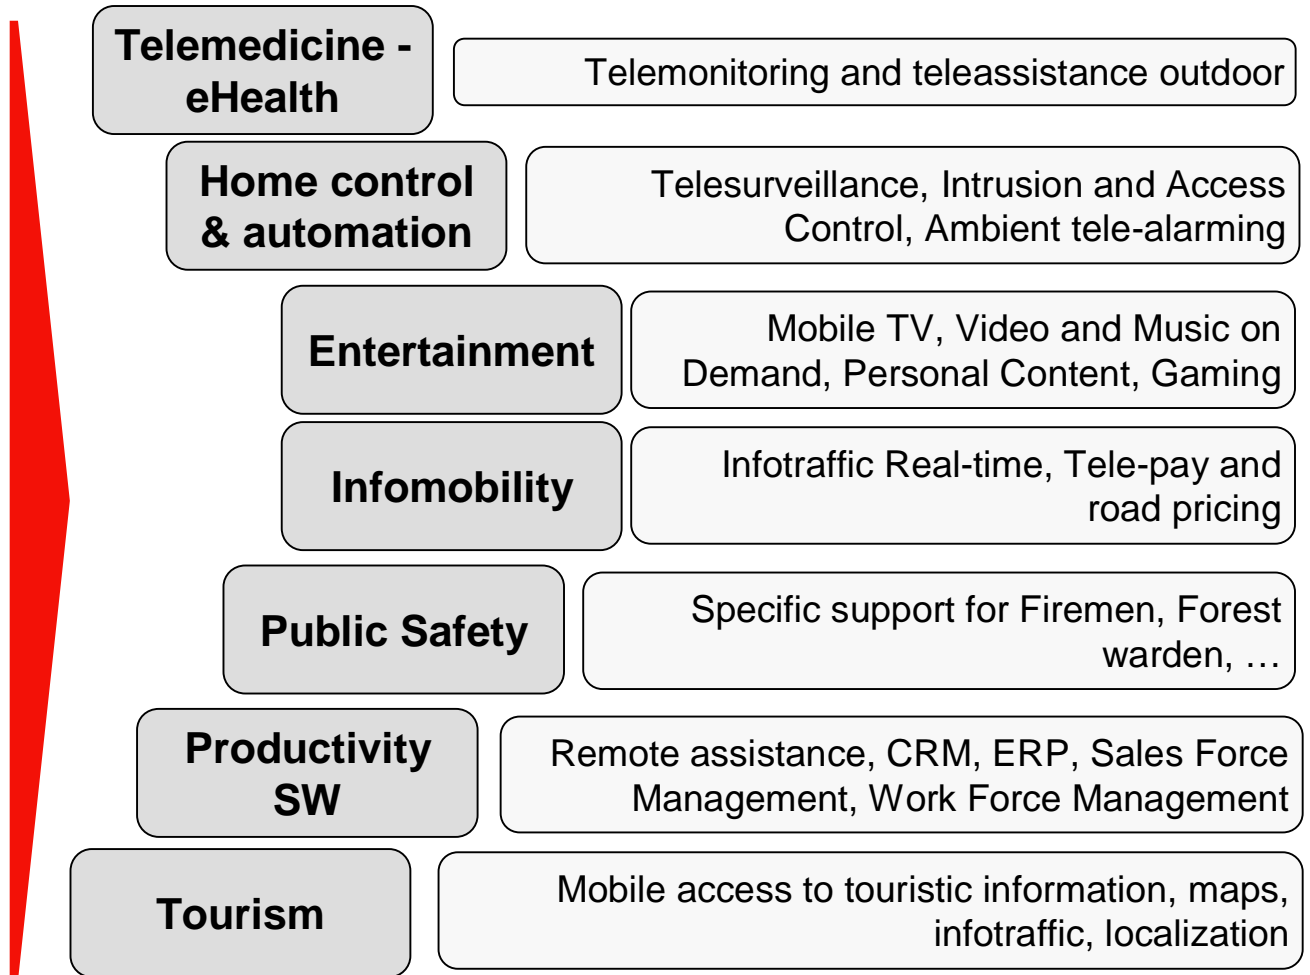 Telemedicine -
eHealth
Telemonitoring and teleassistance outdoor
Home control
& automation
Telesurveillance, Intrusion and Access
Control, Ambient tele-alarming
Entertainment
Mobile TV, Video and Music on
Demand, Personal Content, Gaming
Infomobility
Infotraffic Real-time, Tele-pay and
road pricing
Public Safety
Specific support for Firemen, Forest
warden, …
Productivity
SW
Remote assistance, CRM, ERP, Sales Force
Management, Work Force Management
Tourism
Mobile access to touristic information, maps,
infotraffic, localization